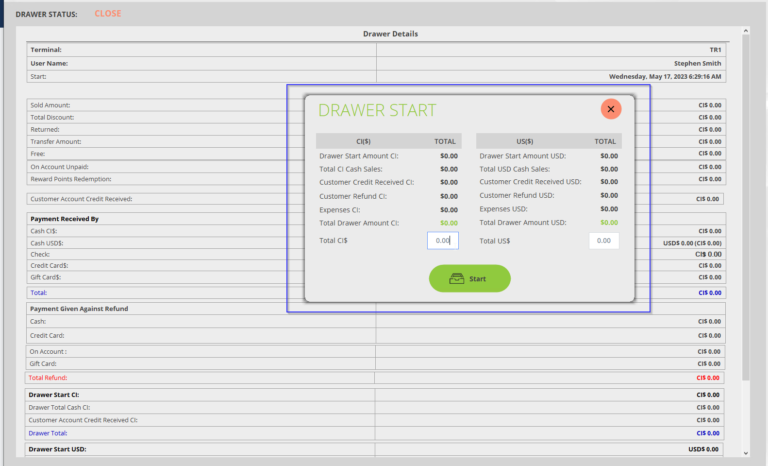 DRAWER STATUS: CLOSE
Drawer Details
Terminal: TR1
User Name: Stephen Smith
Start: Wednesday, May 17, 2023 6:29:16 AM
Sold Amount: CI$ 0.00
Total Discount: CI$ 0.00
Returned: CI$ 0.00
Transfer Amount: CI$ 0.00
Free: CI$ 0.00
On Account Unpaid: CI$ 0.00
Reward Points Redemption: CI$ 0.00
Customer Account Credit Received: CI$ 0.00
Payment Received By
Cash CI$: CI$ 0.00
Cash USD$: USD$ 0.00 (CI$ 0.00)
Check: CI$ 0.00
Credit Card$: CI$ 0.00
Gift Card$: CI$ 0.00
Total: CI$ 0.00
Payment Given Against Refund
Cash: CI$ 0.00
Credit Card: CI$ 0.00
On Account : CI$ 0.00
Gift Card: CI$ 0.00
Total Refund: CI$ 0.00
Drawer Start CI: CI$ 0.00
Drawer Total Cash CI: CI$ 0.00
Customer Account Credit Received CI: CI$ 0.00
Drawer Total: CI$ 0.00
Drawer Start USD: USD$ 0.00
DRAWER START
CI($) TOTAL US($) TOTAL
Drawer Start Amount CI: $0.00 Drawer Start Amount USD: $0.00
Total CI Cash Sales: $0.00 Total USD Cash Sales: $0.00
Customer Credit Received CI: $0.00 Customer Credit Received USD: $0.00
Customer Refund CI: $0.00 Customer Refund USD: $0.00
Expenses CI: $0.00 Expenses USD: $0.00
Total Drawer Amount CI: $0.00 Total Drawer Amount USD: $0.00
Total CI$ 0.00 Total US$ 0.00
Start